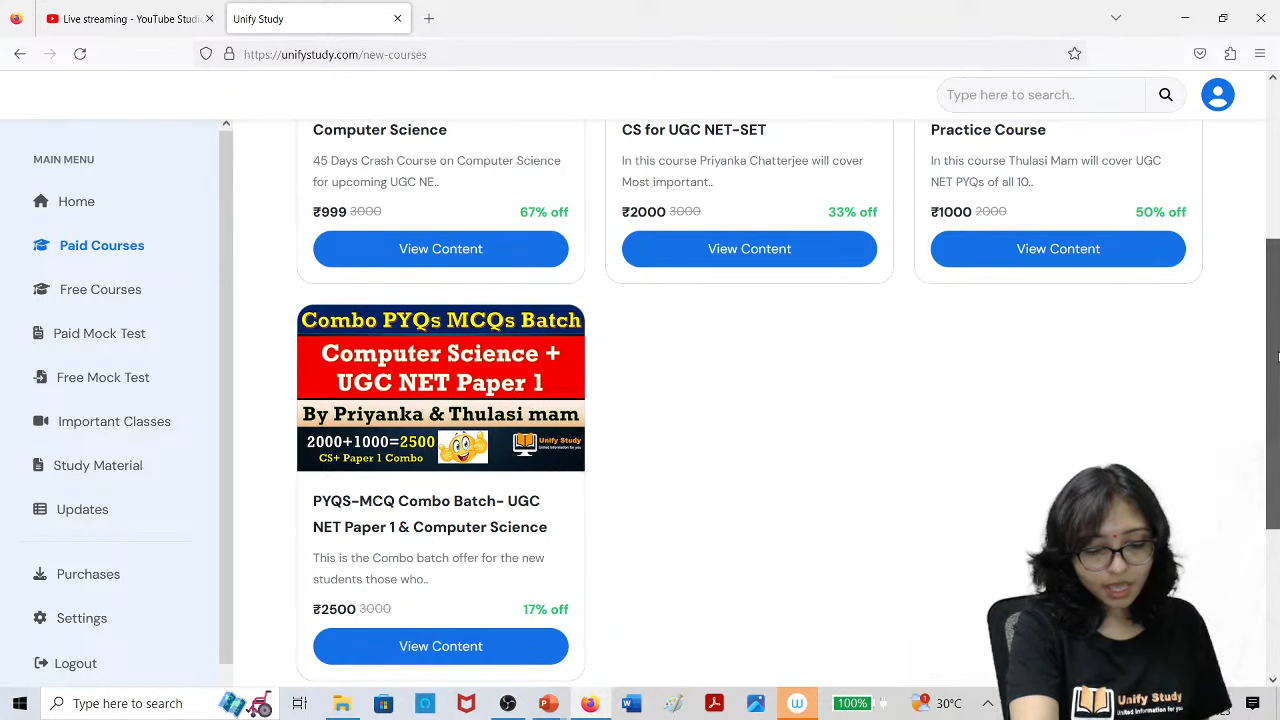 Live streaming - YouTube Studi
Unify Study
https://unifystudy.com/new-courses
Type here to search..
MAIN MENU
Home
Paid Courses
Free Courses
Paid Mock Test
Free Mock Test
Important Classes
Study Material
Updates
Purchases
Settings
Logout
Computer Science
45 Days Crash Course on Computer Science
for upcoming UGC NE..
₹999 3000 67% off
View Content
CS for UGC NET-SET
In this course Priyanka Chatterjee will cover
Most important..
₹2000 3000 33% off
View Content
Practice Course
In this course Thulasi Mam will cover UGC
NET PYQs of all 10..
₹1000 2000 50% off
View Content
Combo PYQs MCQs Batch
Computer Science +
UGC NET Paper 1
By Priyanka & Thulasi mam
2000+1000=2500
CS+ Paper 1 Combo
Unify Study
United Information for you
PYQS-MCQ Combo Batch- UGC
NET Paper 1 & Computer Science
This is the Combo batch offer for the new
students those who..
₹2500 3000 17% off
View Content
Unify Study
United Information for you
Type here to search
100%
30°C